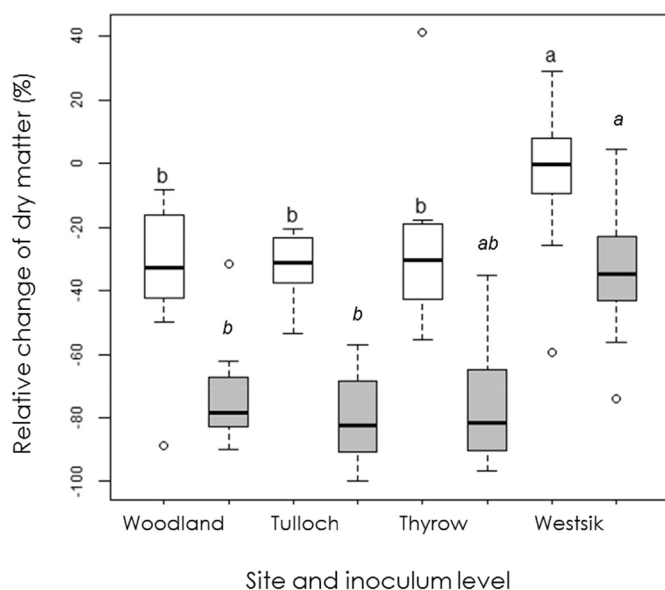 Relative change of dry matter (%)
40
20
0
-20
-40
-60
-80
-100
b
b
b
b
b
ab
a
a
Woodland Tulloch Thyrow Westsik
Site and inoculum level